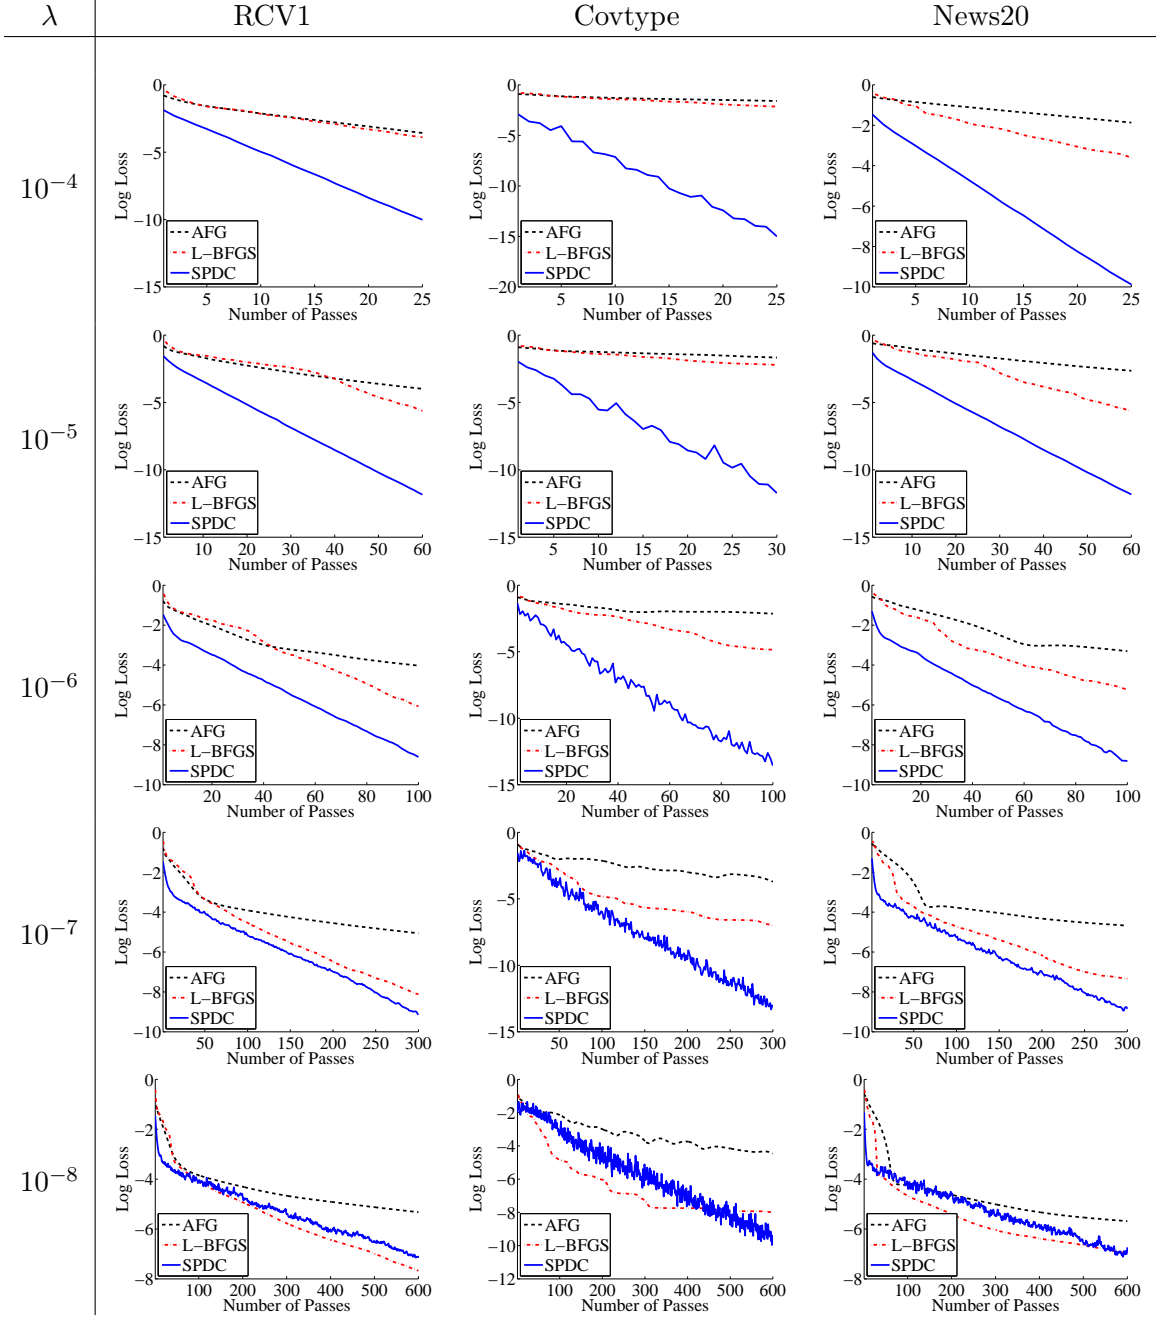 λ RCV1 Covtype News20
10⁻⁴
0
−5
−10
−15
5 10 15 20 25
Log Loss
Number of Passes
AFG
L−BFGS
SPDC
0
−5
−10
−15
−20
5 10 15 20 25
Log Loss
Number of Passes
AFG
L−BFGS
SPDC
0
−2
−4
−6
−8
−10
5 10 15 20 25
Log Loss
Number of Passes
AFG
L−BFGS
SPDC
10⁻⁵
0
−5
−10
−15
10 20 30 40 50 60
Log Loss
Number of Passes
AFG
L−BFGS
SPDC
0
−5
−10
−15
5 10 15 20 25 30
Log Loss
Number of Passes
AFG
L−BFGS
SPDC
0
−5
−10
−15
10 20 30 40 50 60
Log Loss
Number of Passes
AFG
L−BFGS
SPDC
10⁻⁶
0
−2
−4
−6
−8
−10
20 40 60 80 100
Log Loss
Number of Passes
AFG
L−BFGS
SPDC
0
−5
−10
−15
20 40 60 80 100
Log Loss
Number of Passes
AFG
L−BFGS
SPDC
0
−2
−4
−6
−8
−10
20 40 60 80 100
Log Loss
Number of Passes
AFG
L−BFGS
SPDC
10⁻⁷
0
−2
−4
−6
−8
−10
50 100 150 200 250 300
Log Loss
Number of Passes
AFG
L−BFGS
SPDC
0
−5
−10
−15
50 100 150 200 250 300
Log Loss
Number of Passes
AFG
L−BFGS
SPDC
0
−2
−4
−6
−8
−10
50 100 150 200 250 300
Log Loss
Number of Passes
AFG
L−BFGS
SPDC
10⁻⁸
0
−2
−4
−6
−8
100 200 300 400 500 600
Log Loss
Number of Passes
AFG
L−BFGS
SPDC
0
−2
−4
−6
−8
−10
−12
100 200 300 400 500 600
Log Loss
Number of Passes
AFG
L−BFGS
SPDC
0
−2
−4
−6
−8
100 200 300 400 500 600
Log Loss
Number of Passes
AFG
L−BFGS
SPDC